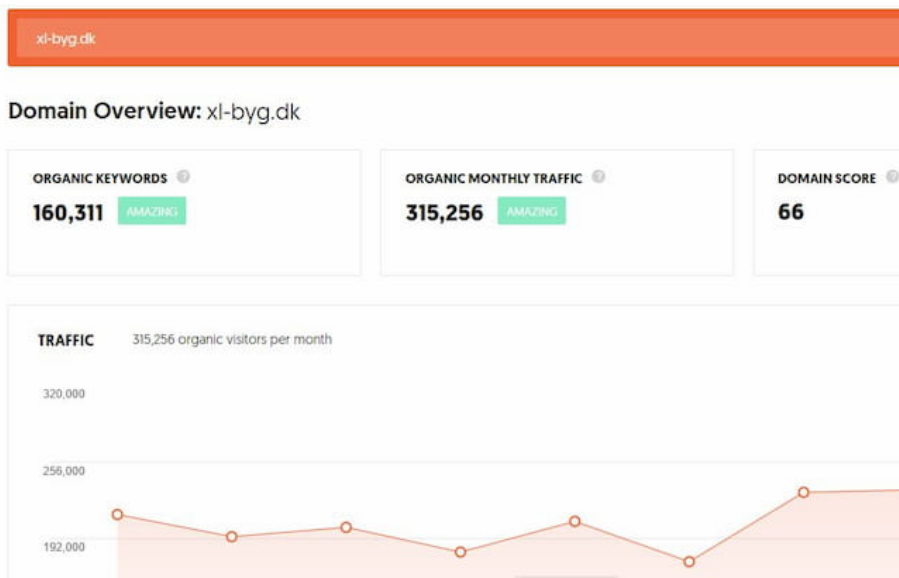 xl-byg.dk
Domain Overview: xl-byg.dk
ORGANIC KEYWORDS ?
160,311 AMAZING
ORGANIC MONTHLY TRAFFIC ?
315,256 AMAZING
DOMAIN SCORE ?
66
TRAFFIC 315,256 organic visitors per month
320,000
256,000
192,000